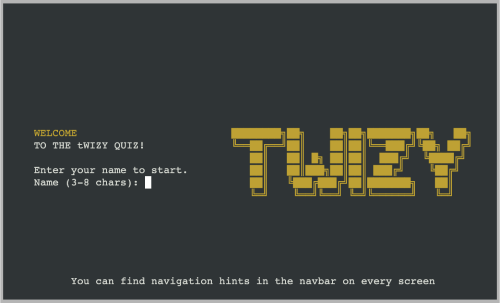 WELCOME
TO THE tWIZY QUIZ!
Enter your name to start.
Name (3-8 chars):
TWIZY
You can find navigation hints in the navbar on every screen